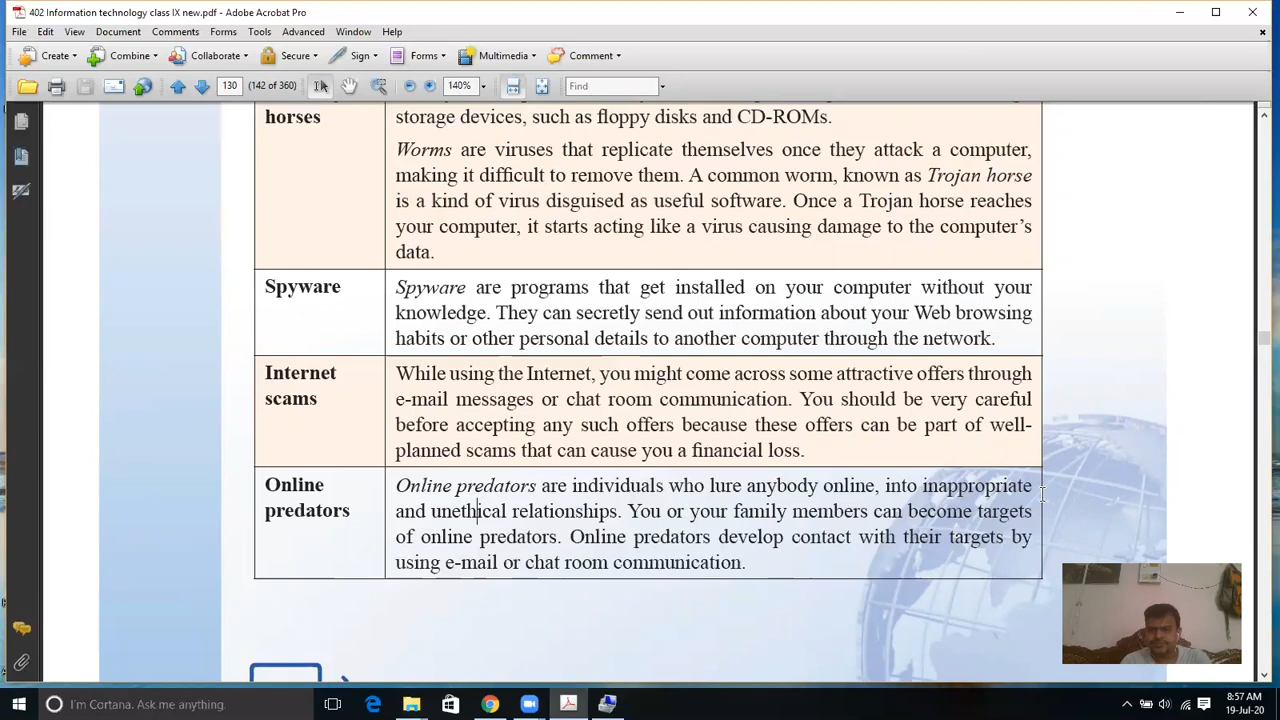 402 Information technology class IX new.pdf - Adobe Acrobat Pro
File Edit View Document Comments Forms Tools Advanced Window Help
Create Combine Collaborate Secure Sign Forms Multimedia Comment
130 (142 of 360) 140% Find
horses
storage devices, such as floppy disks and CD-ROMs.
Worms are viruses that replicate themselves once they attack a computer,
making it difficult to remove them. A common worm, known as Trojan horse
is a kind of virus disguised as useful software. Once a Trojan horse reaches
your computer, it starts acting like a virus causing damage to the computer's
data.
Spyware
Spyware are programs that get installed on your computer without your
knowledge. They can secretly send out information about your Web browsing
habits or other personal details to another computer through the network.
Internet
scams
While using the Internet, you might come across some attractive offers through
e-mail messages or chat room communication. You should be very careful
before accepting any such offers because these offers can be part of well-
planned scams that can cause you a financial loss.
Online
predators
Online predators are individuals who lure anybody online, into inappropriate
and unethical relationships. You or your family members can become targets
of online predators. Online predators develop contact with their targets by
using e-mail or chat room communication.
I'm Cortana. Ask me anything.
8:57 AM
19-Jul-20